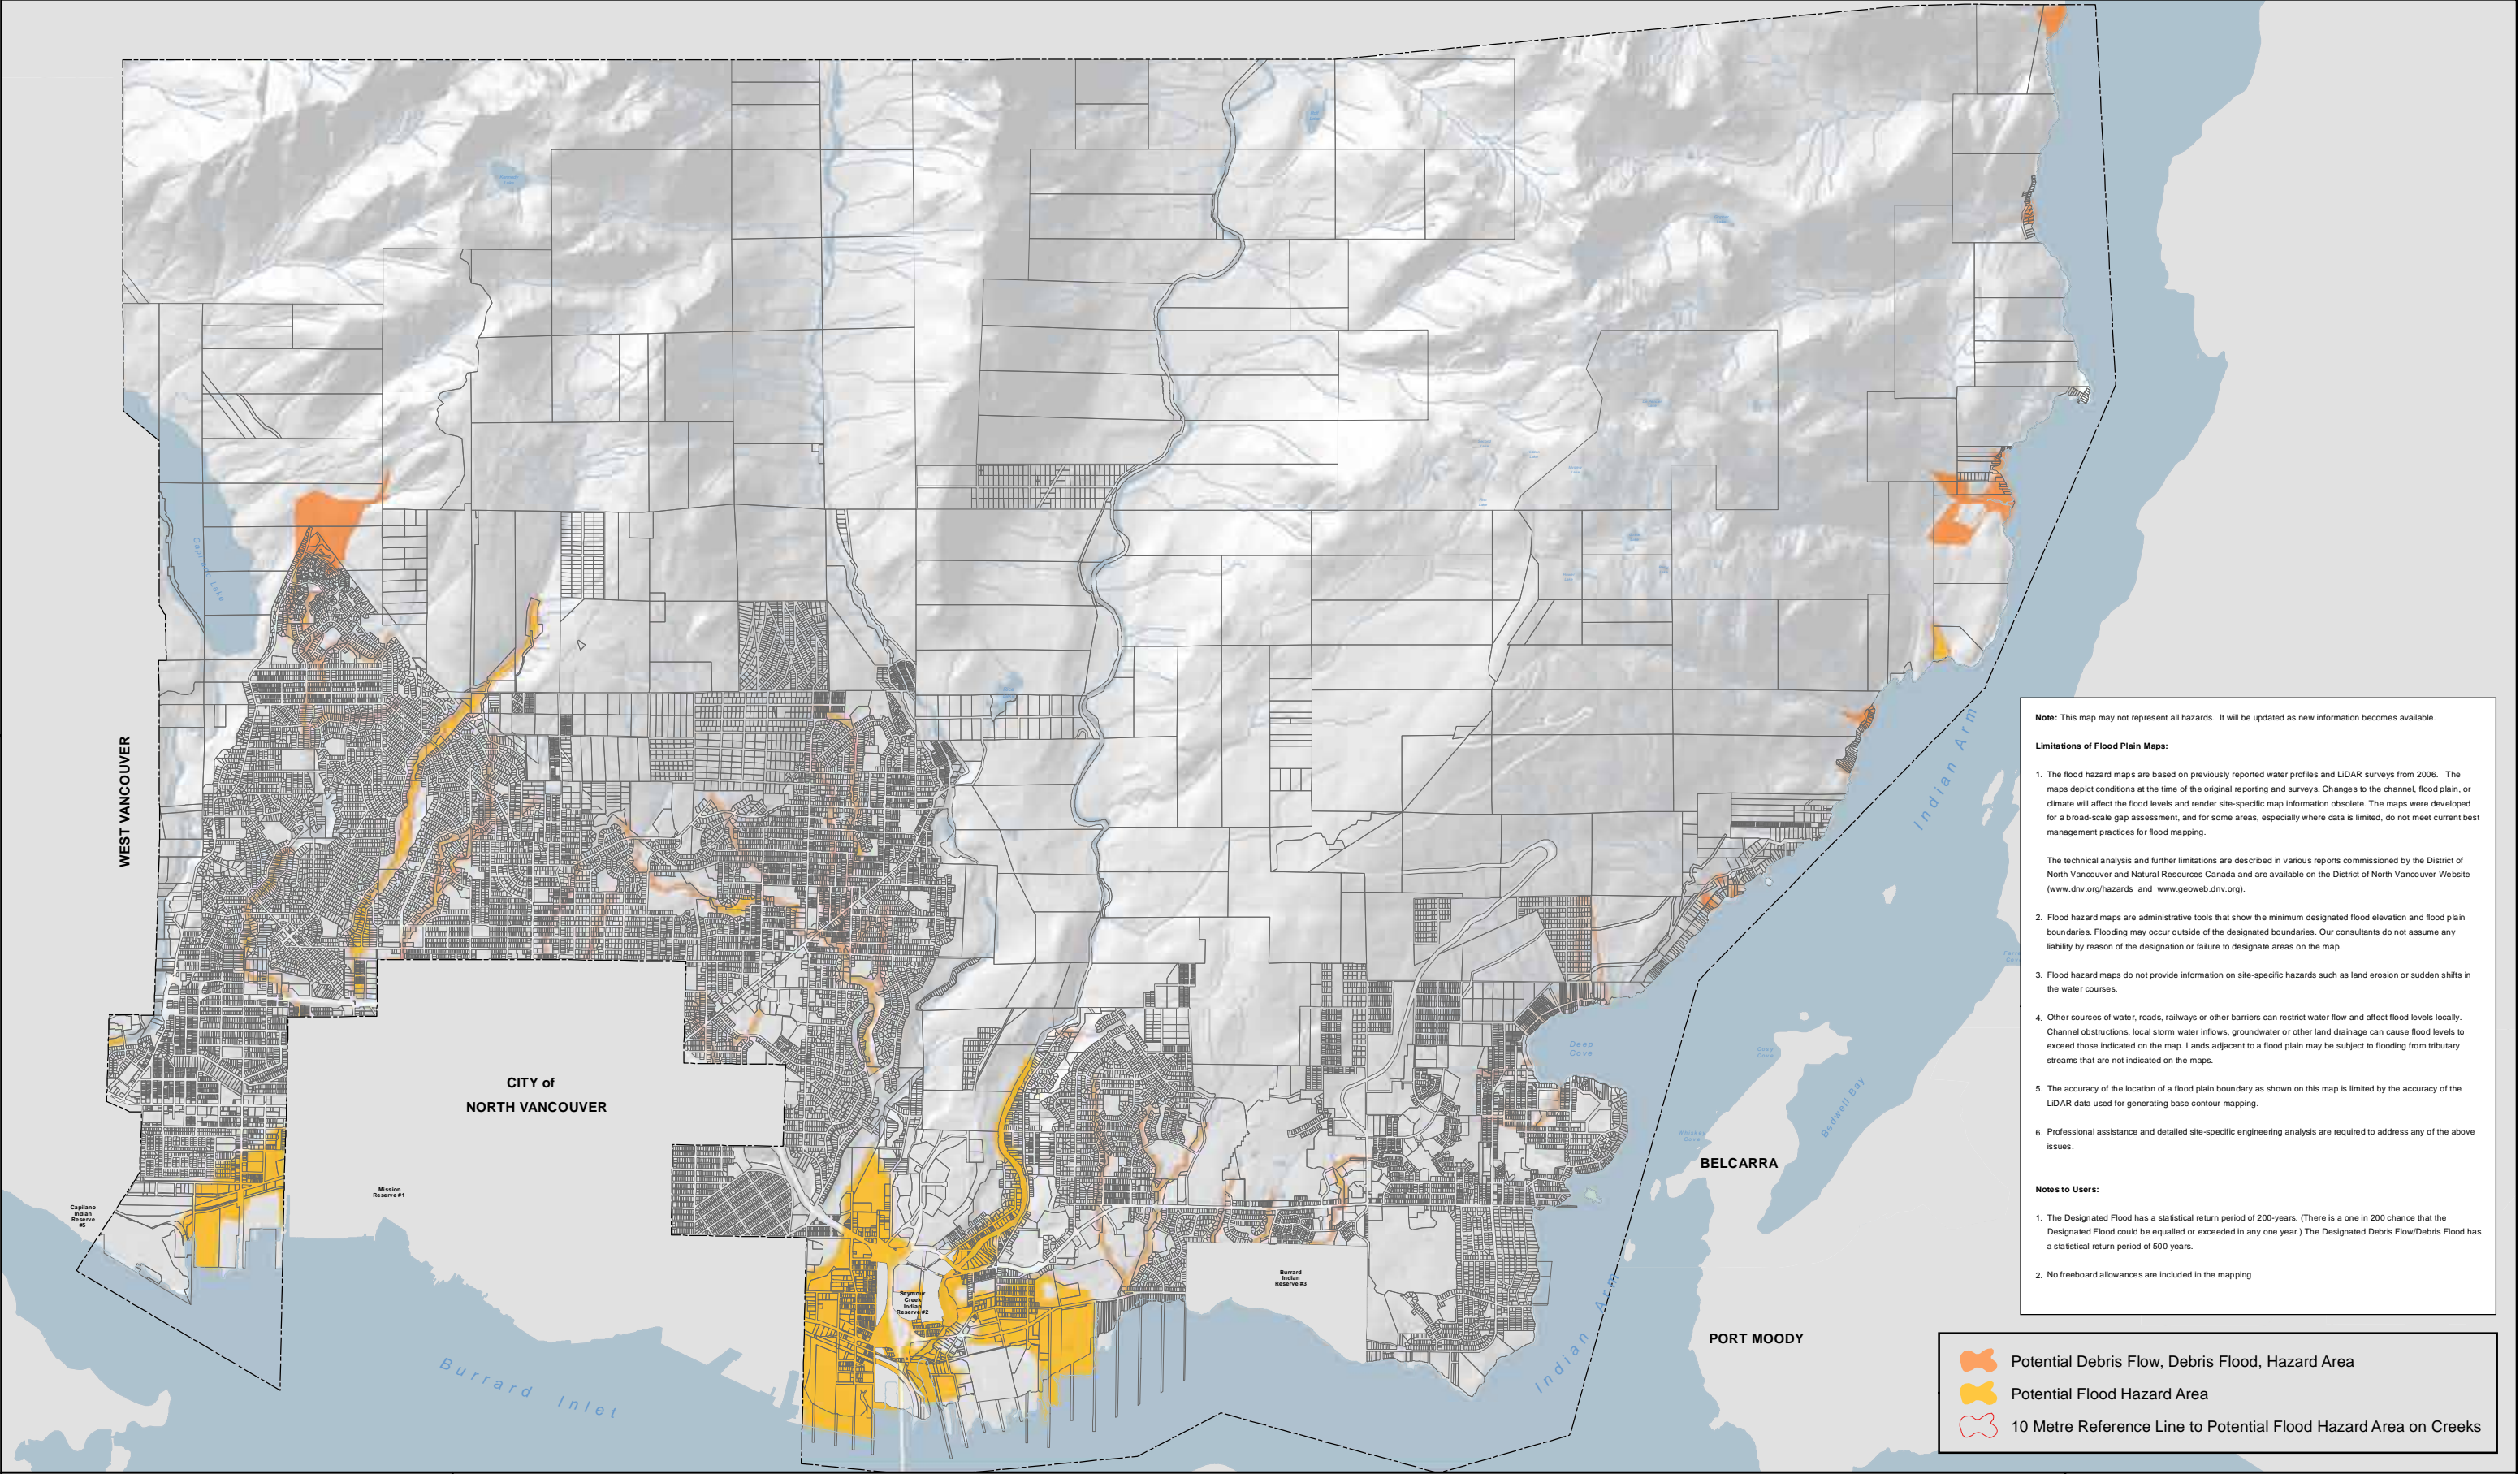 Capilano Lake
WEST VANCOUVER
CITY of
NORTH VANCOUVER
Mission
Reserve #1
Capilano
Indian
Reserve
#5
Burrard Inlet
Seymour
Creek
Indian
Reserve #2
Burrard
Indian
Reserve #3
Deep
Cove
Indian Arm
Indian Arm
Bedwell Bay
BELCARRA
PORT MOODY
Note: This map may not represent all hazards. It will be updated as new information becomes available.
Limitations of Flood Plain Maps:
1. The flood hazard maps are based on previously reported water profiles and LiDAR surveys from 2006. The
maps depict conditions at the time of the original reporting and surveys. Changes to the channel, flood plain, or
climate will affect the flood levels and render site-specific map information obsolete. The maps were developed
for a broad-scale gap assessment, and for some areas, especially where data is limited, do not meet current best
management practices for flood mapping.
The technical analysis and further limitations are described in various reports commissioned by the District of
North Vancouver and Natural Resources Canada and are available on the District of North Vancouver Website
(www.dnv.org/hazards and www.geoweb.dnv.org).
2. Flood hazard maps are administrative tools that show the minimum designated flood elevation and flood plain
boundaries. Flooding may occur outside of the designated boundaries. Our consultants do not assume any
liability by reason of the designation or failure to designate areas on the map.
3. Flood hazard maps do not provide information on site-specific hazards such as land erosion or sudden shifts in
the water courses.
4. Other sources of water, roads, railways or other barriers can restrict water flow and affect flood levels locally.
Channel obstructions, local storm water inflows, groundwater or other land drainage can cause flood levels to
exceed those indicated on the map. Lands adjacent to a flood plain may be subject to flooding from tributary
streams that are not indicated on the maps.
5. The accuracy of the location of a flood plain boundary as shown on this map is limited by the accuracy of the
LiDAR data used for generating base contour mapping.
6. Professional assistance and detailed site-specific engineering analysis are required to address any of the above
issues.
Notes to Users:
1. The Designated Flood has a statistical return period of 200-years. (There is a one in 200 chance that the
Designated Flood could be equalled or exceeded in any one year.) The Designated Debris Flow/Debris Flood has
a statistical return period of 500 years.
2. No freeboard allowances are included in the mapping
Potential Debris Flow, Debris Flood, Hazard Area
Potential Flood Hazard Area
10 Metre Reference Line to Potential Flood Hazard Area on Creeks